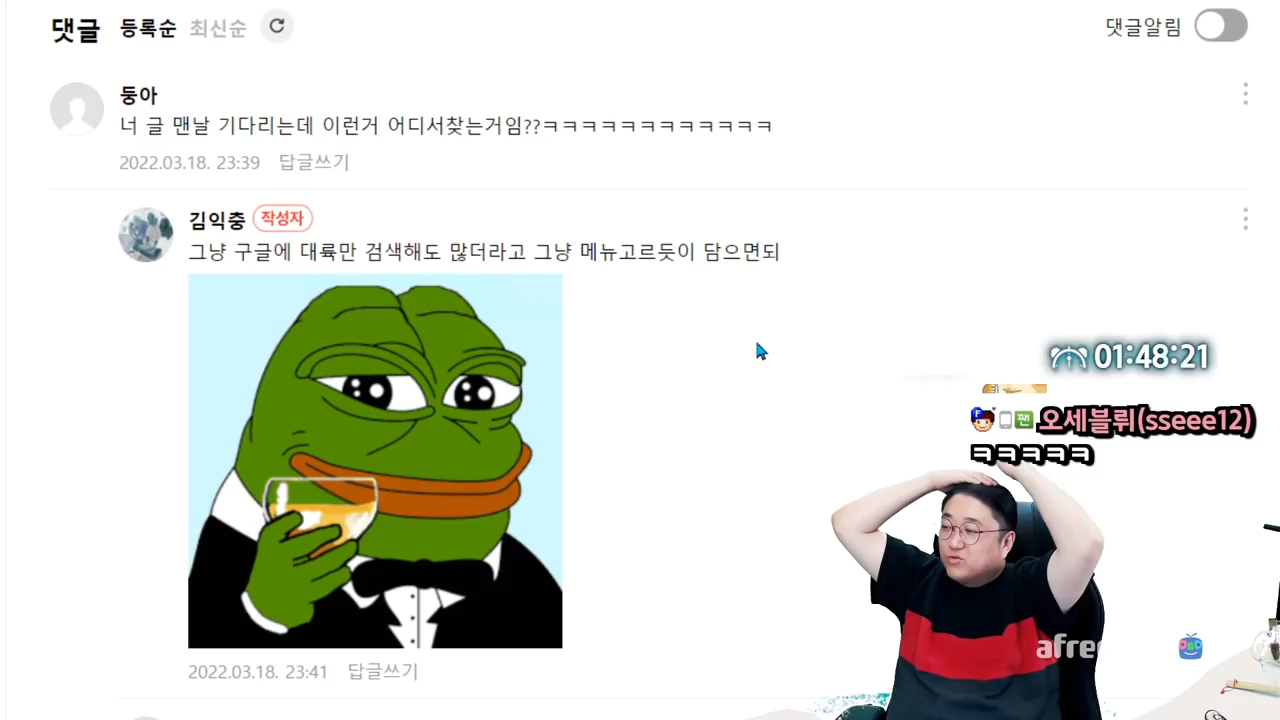 댓글 등록순 최신순
댓글알림
둥아
너 글 맨날 기다리는데 이런거 어디서찾는거임??ㅋㅋㅋㅋㅋㅋㅋㅋㅋㅋㅋㅋ
2022.03.18. 23:39 답글쓰기
김익충 작성자
그냥 구글에 대륙만 검색해도 많더라고 그냥 메뉴고르듯이 담으면되
01:48:21
F 팬 오세블뤼(sseee12)
ㅋㅋㅋㅋㅋ
afree
2022.03.18. 23:41 답글쓰기